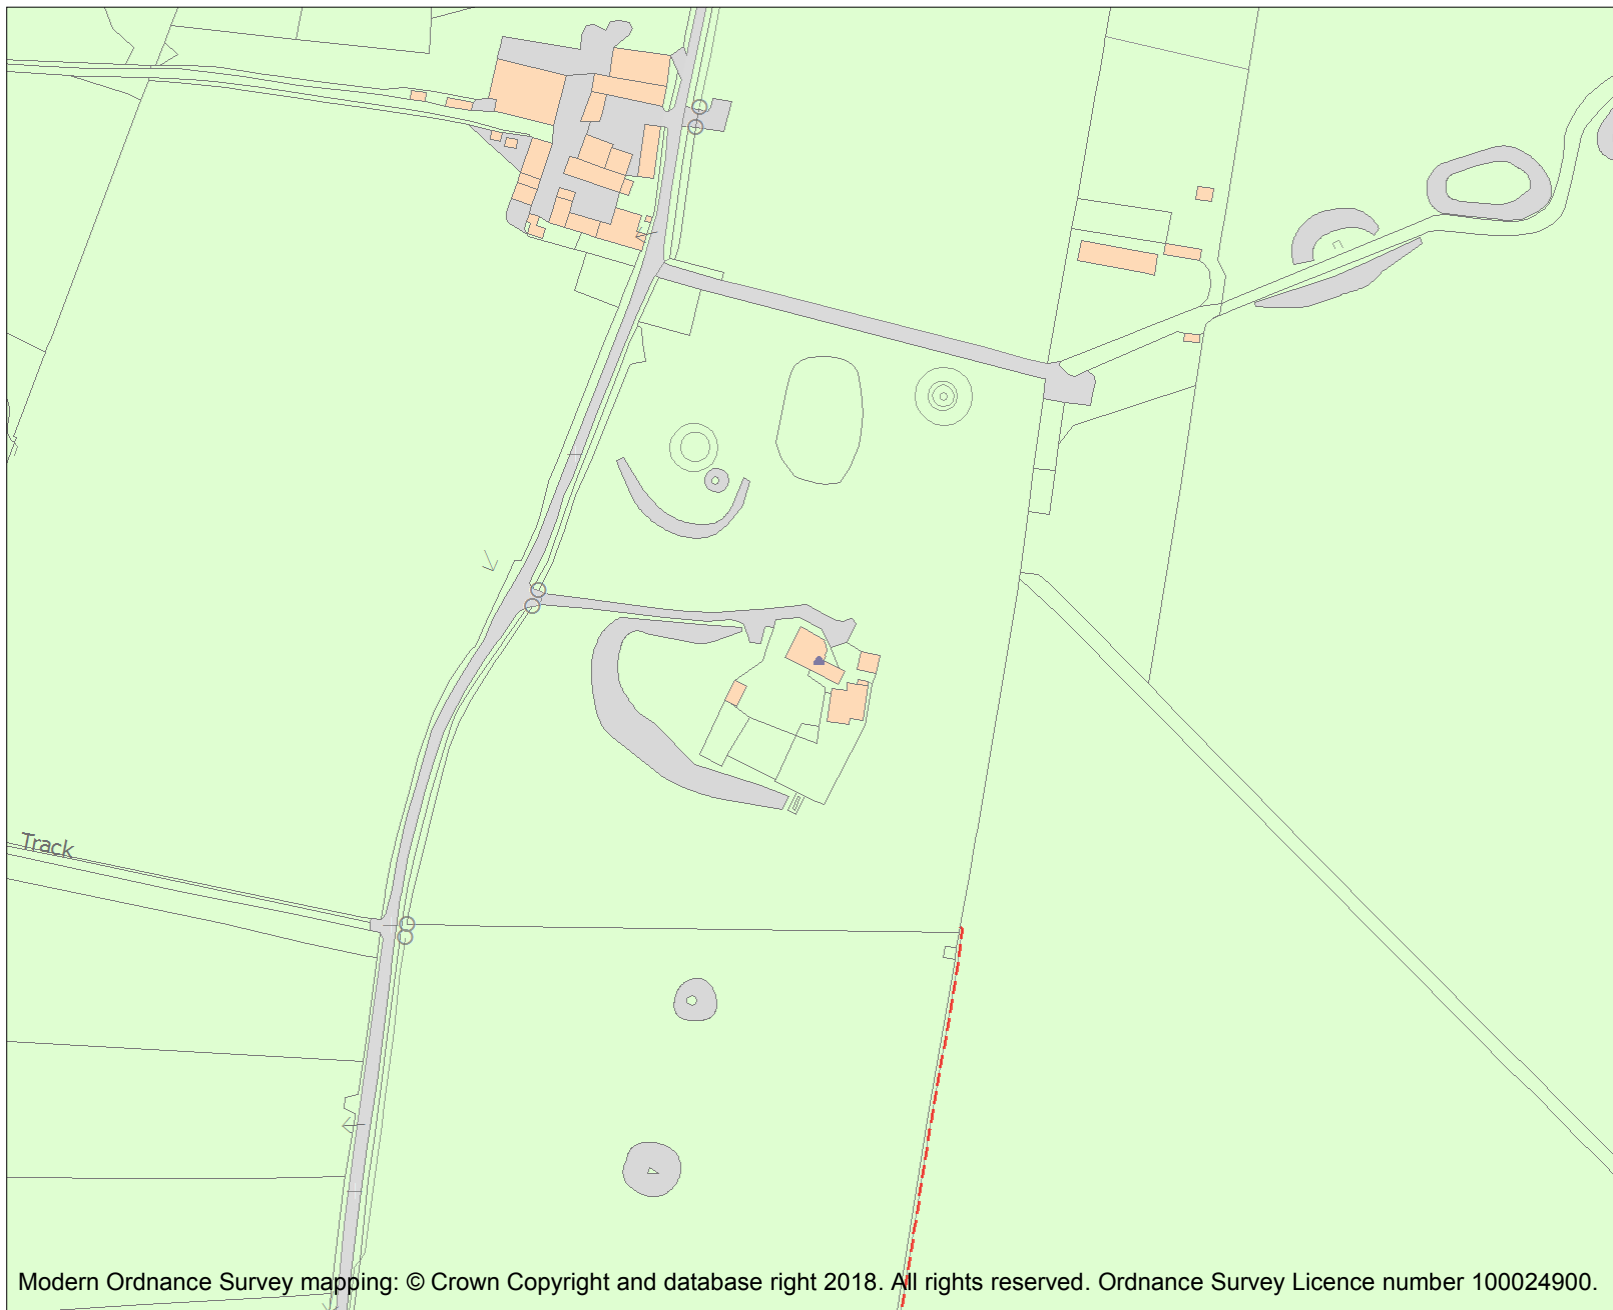 Track
Modern Ordnance Survey mapping: © Crown Copyright and database right 2018. All rights reserved. Ordnance Survey Licence number 100024900.